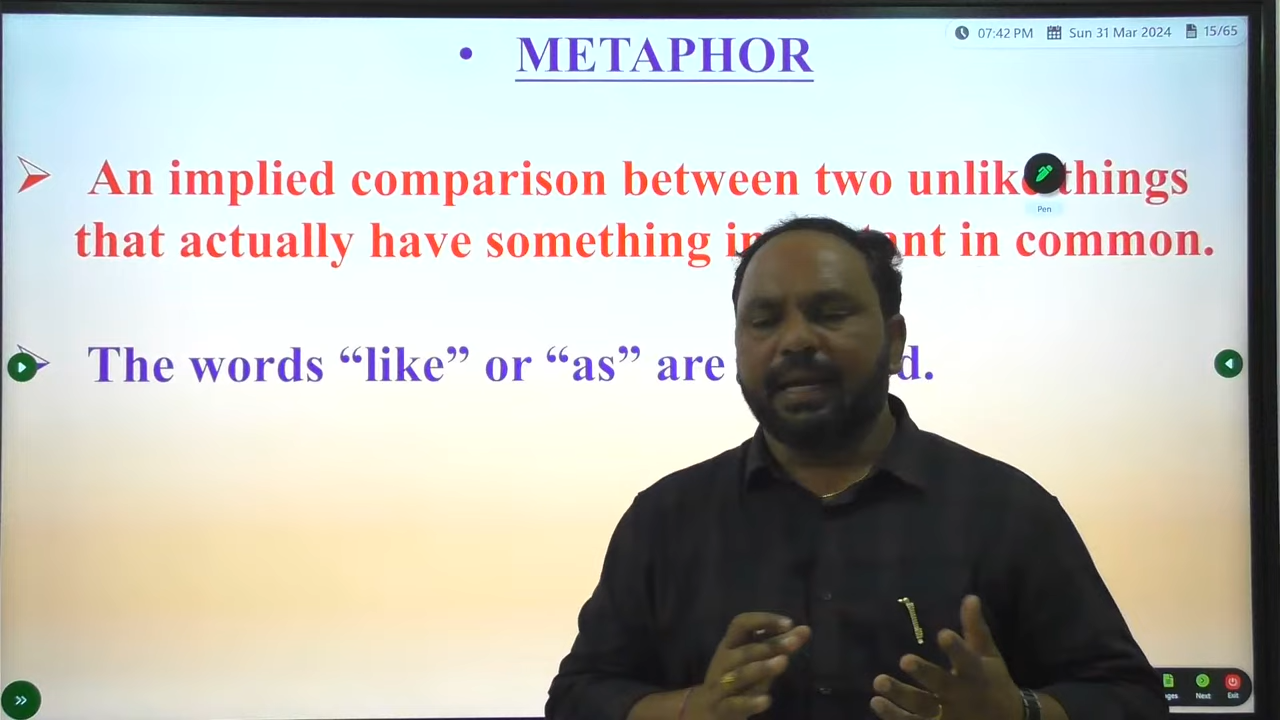 07:42 PM Sun 31 Mar 2024 15/65
• METAPHOR
An implied comparison between two unlike things
Pen
that actually have something in common.
The words “like” or “as” are
Next Exit